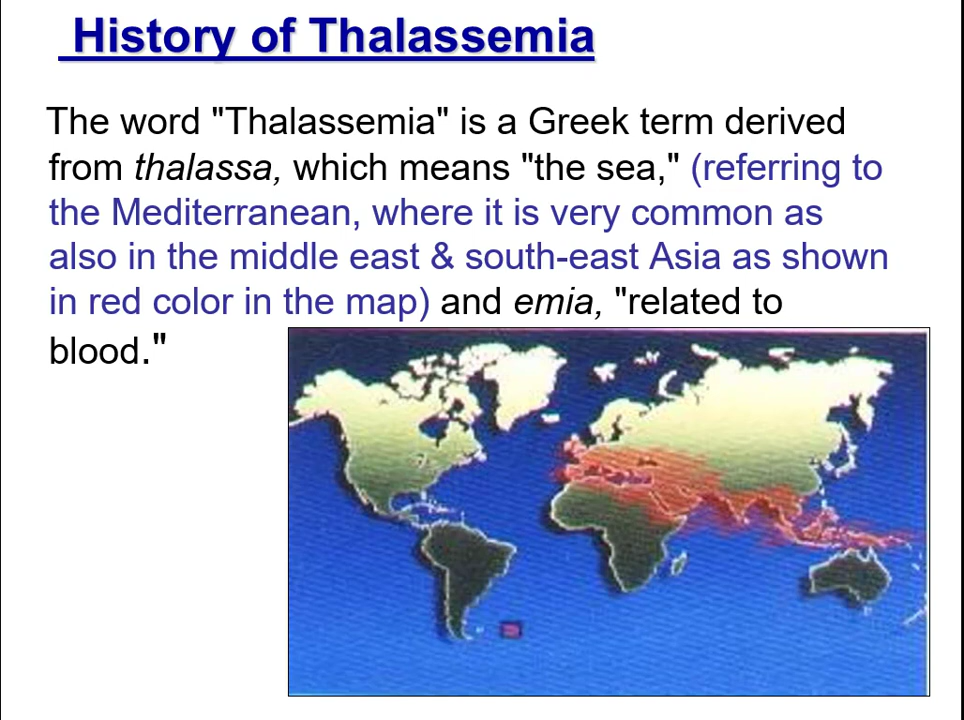 History of Thalassemia
The word "Thalassemia" is a Greek term derived
from thalassa, which means "the sea," (referring to
the Mediterranean, where it is very common as
also in the middle east & south-east Asia as shown
in red color in the map) and emia, "related to
blood."